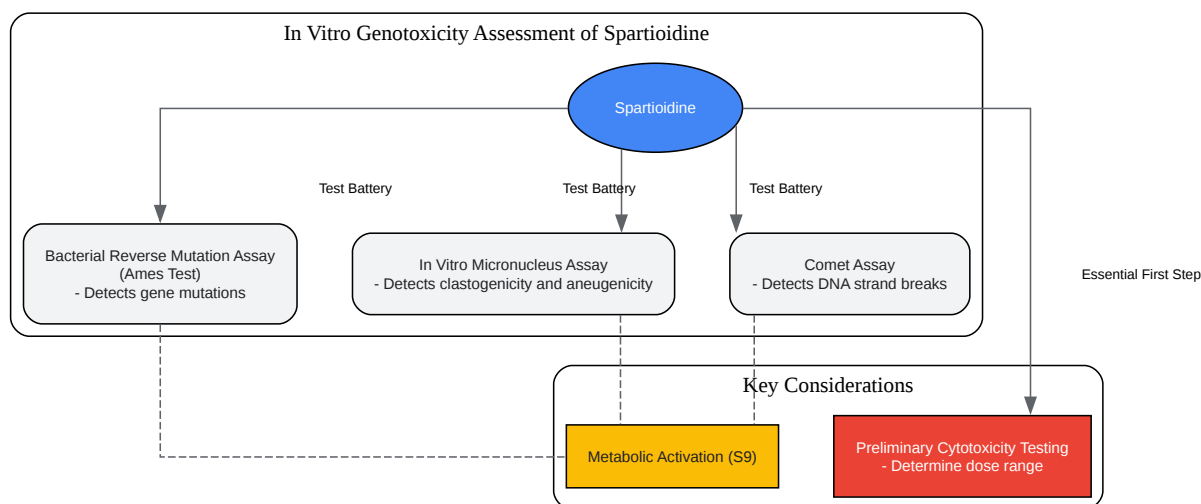 In Vitro Genotoxicity Assessment of Spartioidine
Spartioidine
Test Battery
Test Battery
Test Battery
Bacterial Reverse Mutation Assay
(Ames Test)
- Detects gene mutations
In Vitro Micronucleus Assay
- Detects clastogenicity and aneugenicity
Comet Assay
- Detects DNA strand breaks
Essential First Step
Key Considerations
Metabolic Activation (S9)
Preliminary Cytotoxicity Testing
- Determine dose range